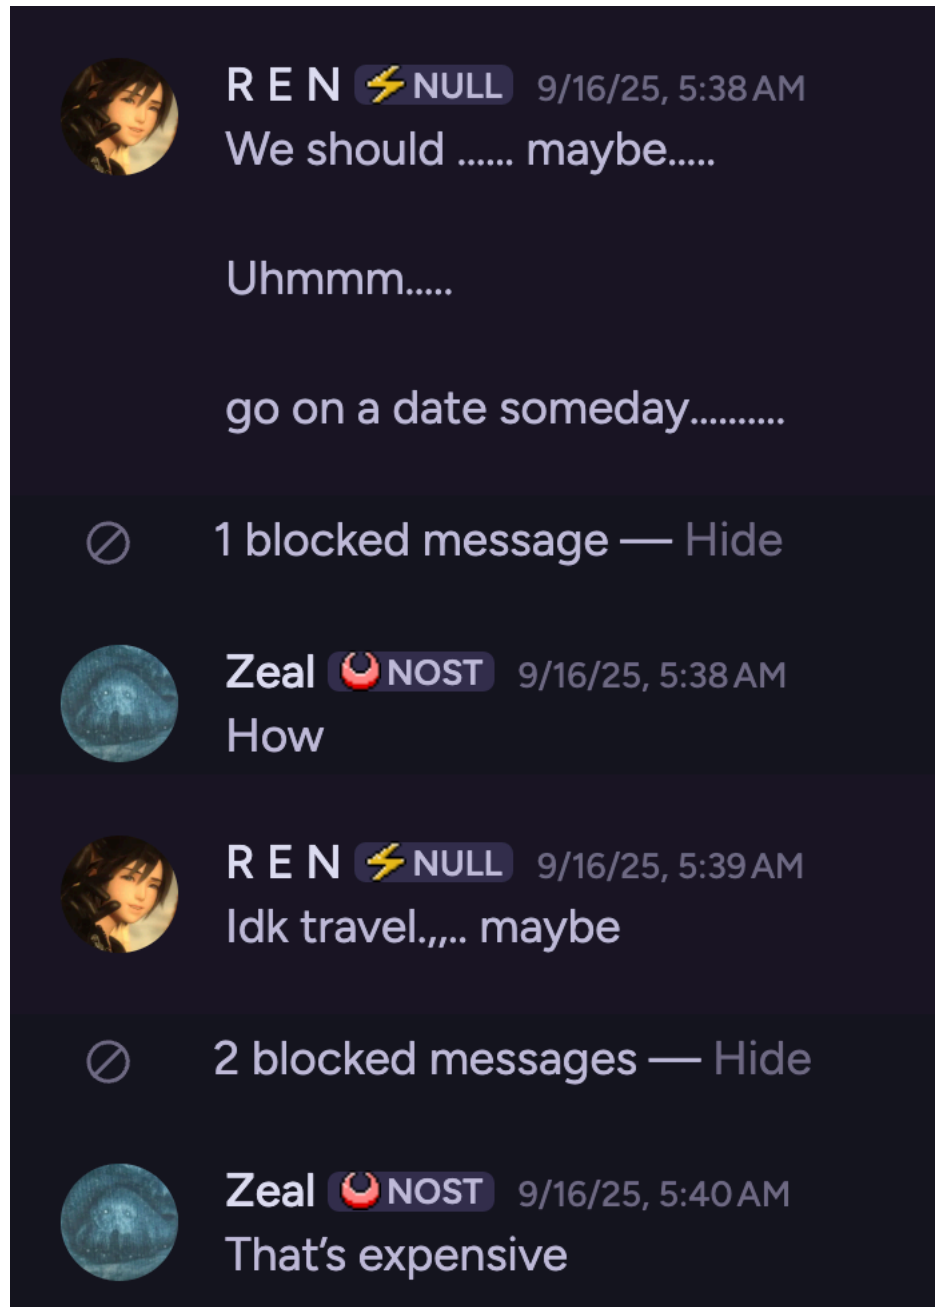 R E N ⚡ NULL 9/16/25, 5:38 AM
We should ...... maybe.....
Uhmmm.....
go on a date someday..........
1 blocked message — Hide
Zeal NOST 9/16/25, 5:38 AM
How
R E N ⚡ NULL 9/16/25, 5:39 AM
Idk travel.,,.. maybe
2 blocked messages — Hide
Zeal NOST 9/16/25, 5:40 AM
That’s expensive